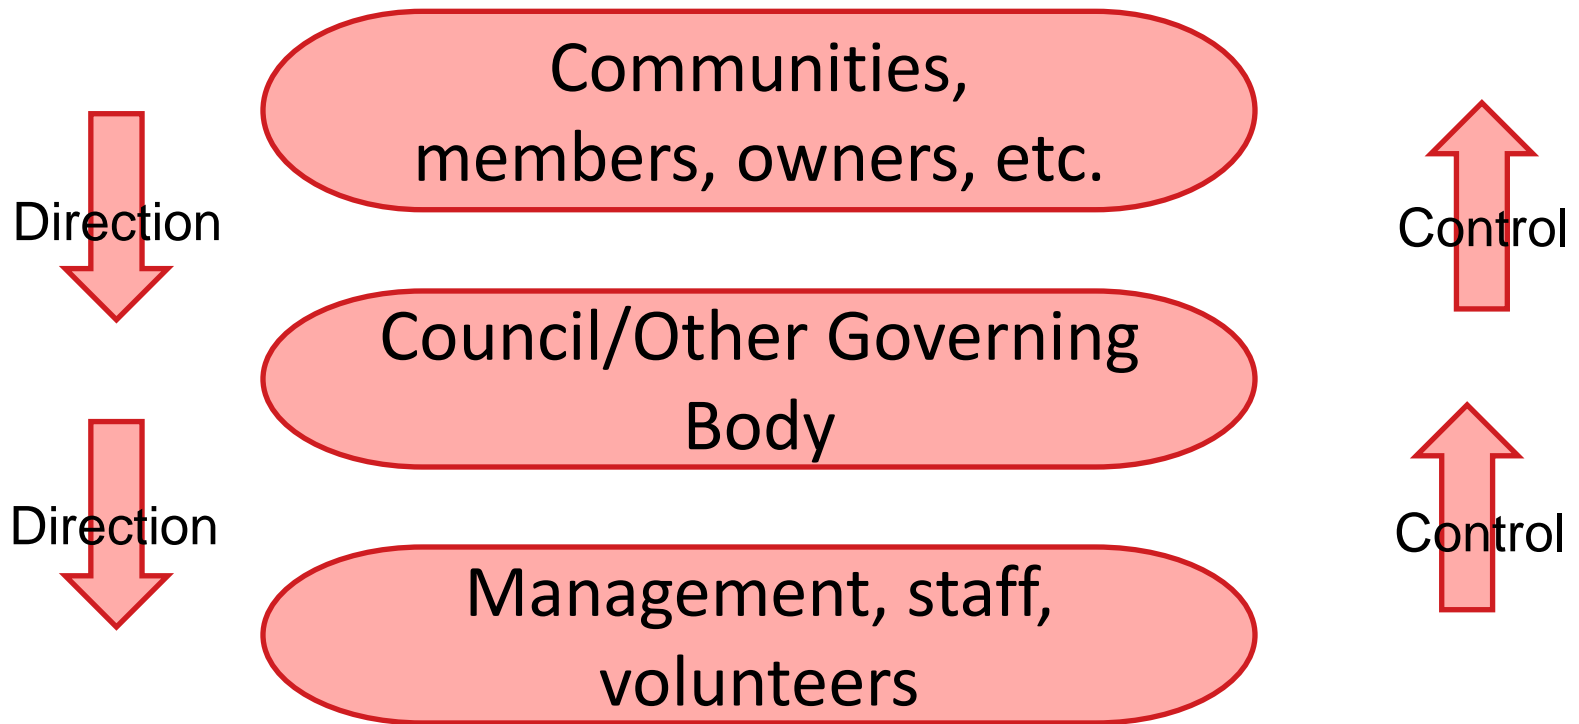 Communities,
members, owners, etc.
Direction
Control
Council/Other Governing
Body
Direction
Control
Management, staff,
volunteers